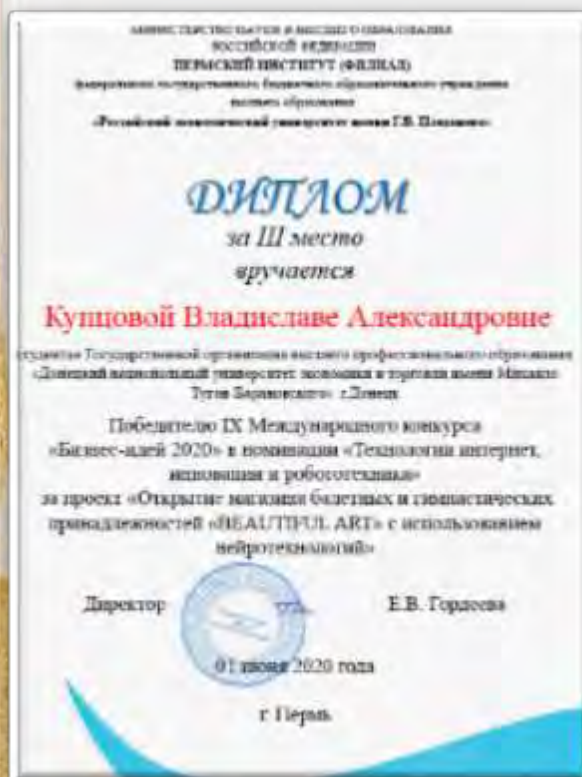 МИНИСТЕРСТВО НАУКИ И ВЫСШЕГО ОБРАЗОВАНИЯ
РОССИЙСКОЙ ФЕДЕРАЦИИ
ПЕРМСКИЙ ИНСТИТУТ (ФИЛИАЛ)
федерального государственного бюджетного образовательного учреждения
высшего образования
«Российский экономический университет имени Г.В. Плеханова»
ДИПЛОМ
за III место
вручается
Купцовой Владиславе Александровне
студентке Государственной организации высшего профессионального образования
«Донецкий национальный университет экономики и торговли имени Михаила
Туган-Барановского» г.Донецк
Победителю IX Международного конкурса
«Бизнес-идей 2020» в номинации «Технологии интернет,
инновации и робототехника»
за проект «Открытие магазина балетных и гимнастических
принадлежностей «BEAUTIFUL ART» с использованием
нейротехнологий»
Директор Е.В. Гордеева
01 июня 2020 года
г. Пермь